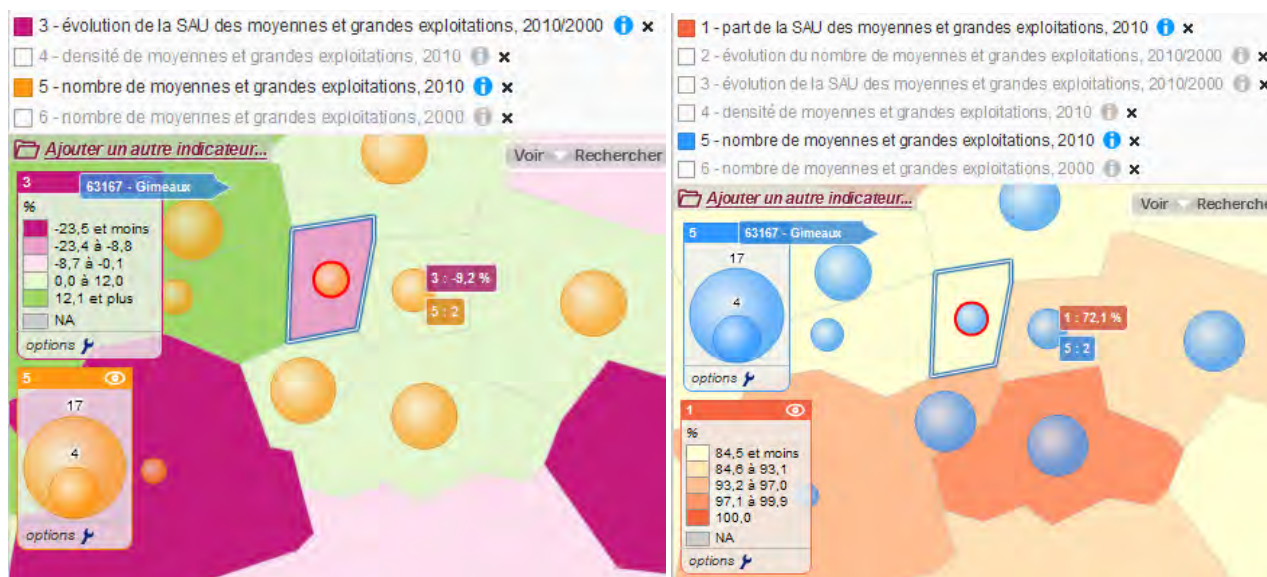 3 - évolution de la SAU des moyennes et grandes exploitations, 2010/2000
4 - densité de moyennes et grandes exploitations, 2010
5 - nombre de moyennes et grandes exploitations, 2010
6 - nombre de moyennes et grandes exploitations, 2000
Ajouter un autre indicateur...
Voir
Rechercher
3
63167 - Gimeaux
%
-23,5 et moins
-23,4 à -8,8
-8,7 à -0,1
0,0 à 12,0
12,1 et plus
NA
options
3 : -9,2 %
5 : 2
5
17
4
options
1 - part de la SAU des moyennes et grandes exploitations, 2010
2 - évolution du nombre de moyennes et grandes exploitations, 2010/2000
3 - évolution de la SAU des moyennes et grandes exploitations, 2010/2000
4 - densité de moyennes et grandes exploitations, 2010
5 - nombre de moyennes et grandes exploitations, 2010
6 - nombre de moyennes et grandes exploitations, 2000
Ajouter un autre indicateur...
Voir
Recherche
5
63167 - Gimeaux
17
4
options
1 : 72,1 %
5 : 2
1
%
84,5 et moins
84,6 à 93,1
93,2 à 97,0
97,1 à 99,9
100,0
NA
options